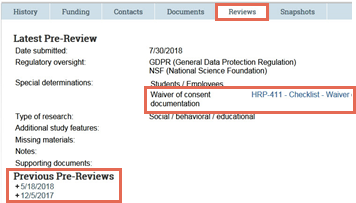 History Funding Contacts Documents Reviews Snapshots
Latest Pre-Review
Date submitted: 7/30/2018
Regulatory oversight: GDPR (General Data Protection Regulation)
NSF (National Science Foundation)
Special determinations: Students / Employees
Waiver of consent HRP-411 - Checklist - Waiver
documentation
Type of research: Social / behavioral / educational
Additional study features:
Missing materials:
Notes:
Supporting documents:
Previous Pre-Reviews
+ 5/18/2018
+ 12/5/2017